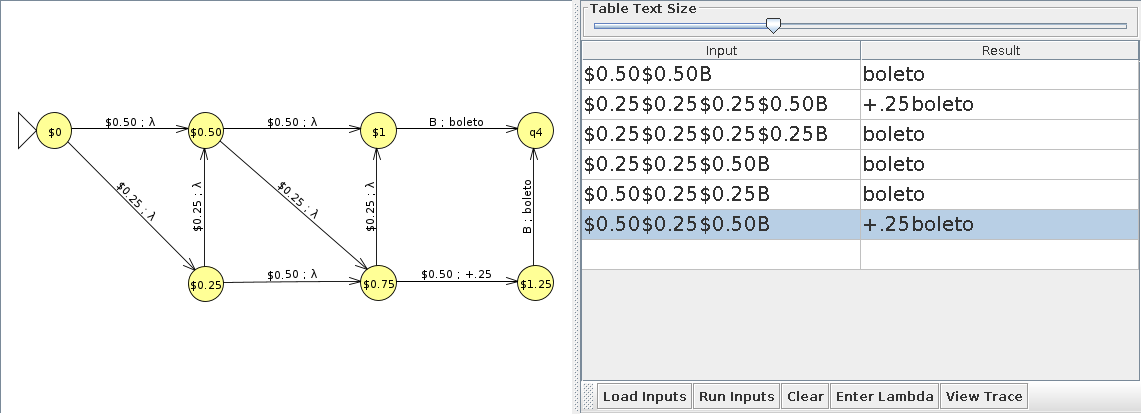 $0.50 ; λ
$0.50 ; λ
B ; boleto
$0
$0.50
$1
q4
$0.25 ; λ
$0.25 ; λ
$0.25 ; λ
$0.25 ; λ
B ; boleto
$0.50 ; λ
$0.50 ; +.25
$0.25
$0.75
$1.25
Table Text Size
Input Result
$0.50$0.50B boleto
$0.25$0.25$0.25$0.50B +.25boleto
$0.25$0.25$0.25$0.25B boleto
$0.25$0.25$0.50B boleto
$0.50$0.25$0.25B boleto
$0.50$0.25$0.50B +.25boleto
Load Inputs Run Inputs Clear Enter Lambda View Trace